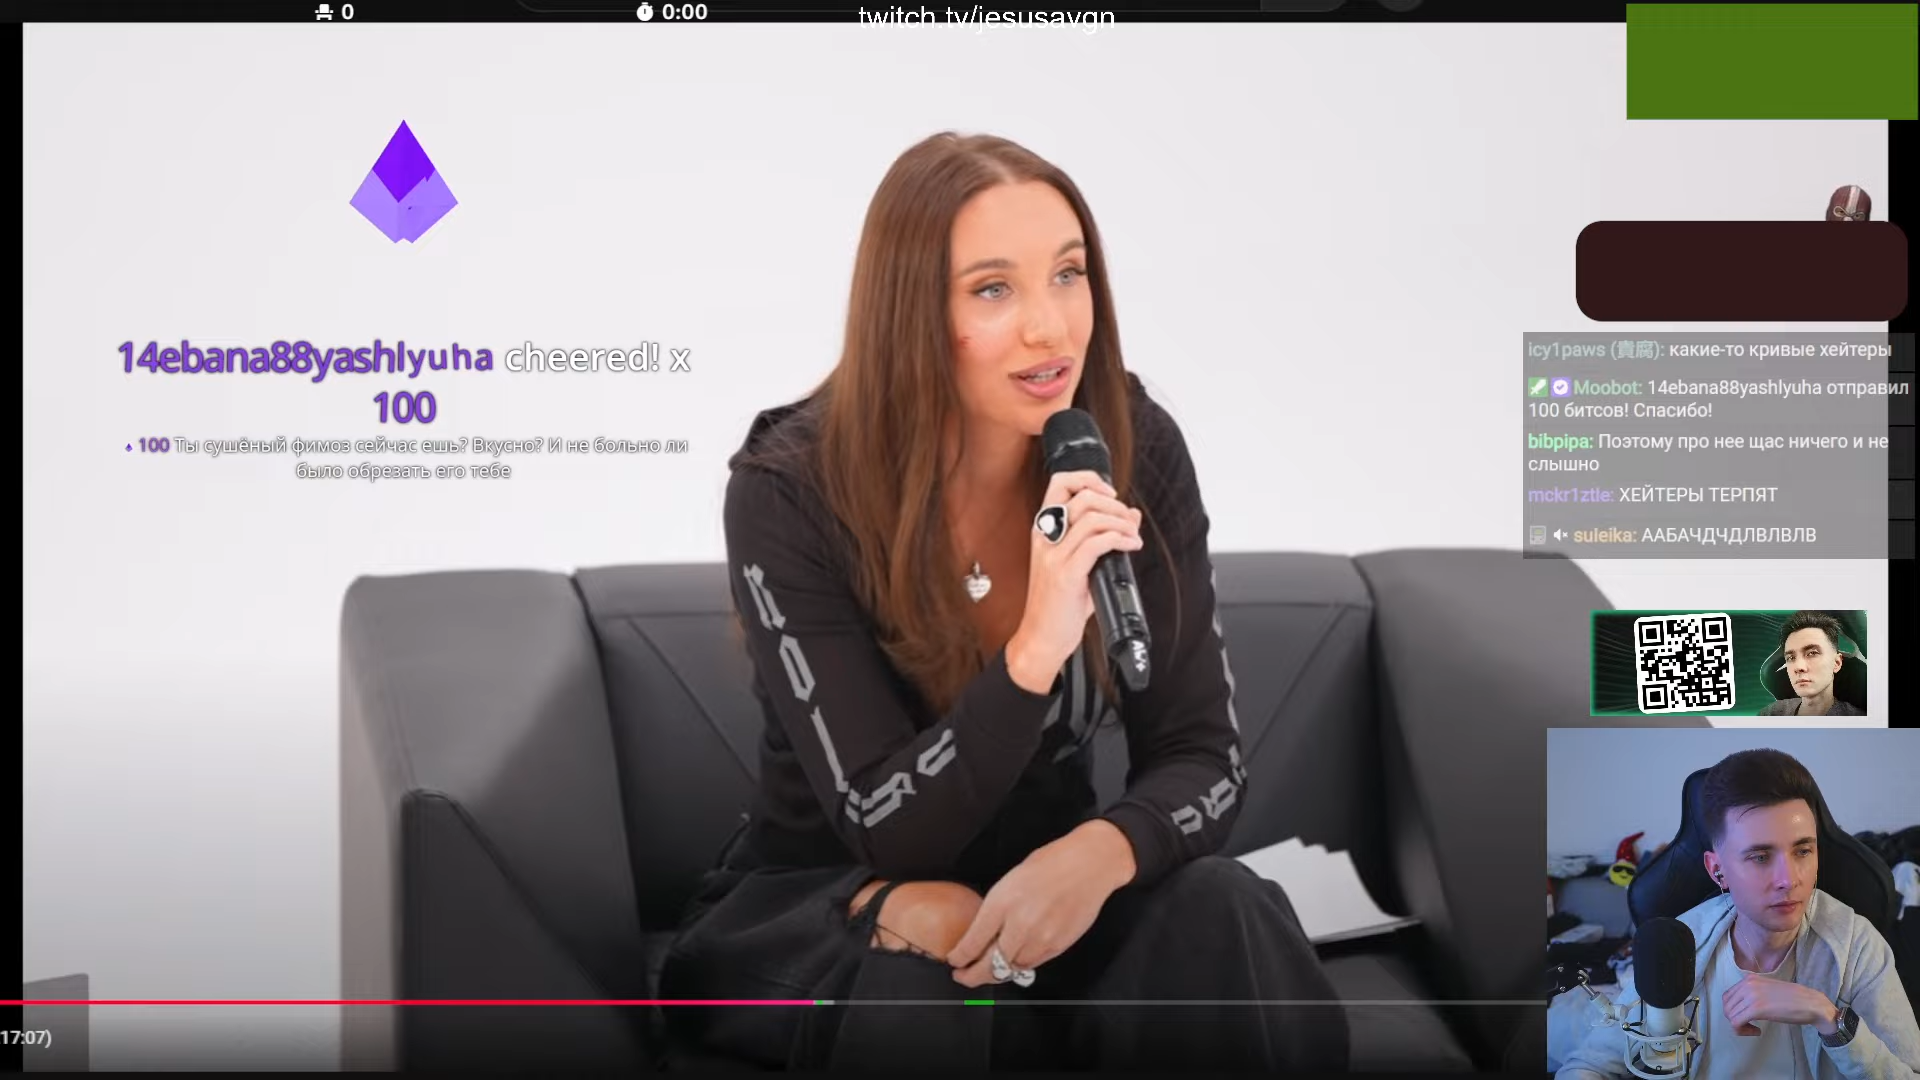 0
0:00
twitch.tv/jesusavgn
14ebana88yashlyuha cheered! x
100
100 Ты сушёный фимоз сейчас ешь? Вкусно? И не больно ли
было обрезать его тебе
icy1paws (貴腐): какие-то кривые хейтеры
Moobot: 14ebana88yashlyuha отправил
100 битсов! Спасибо!
bibpipa: Поэтому про нее щас ничего и не
слышно
mckr1ztle: ХЕЙТЕРЫ ТЕРПЯТ
suleika: ААБАЧДЧДЛВЛВЛВ
17:07)